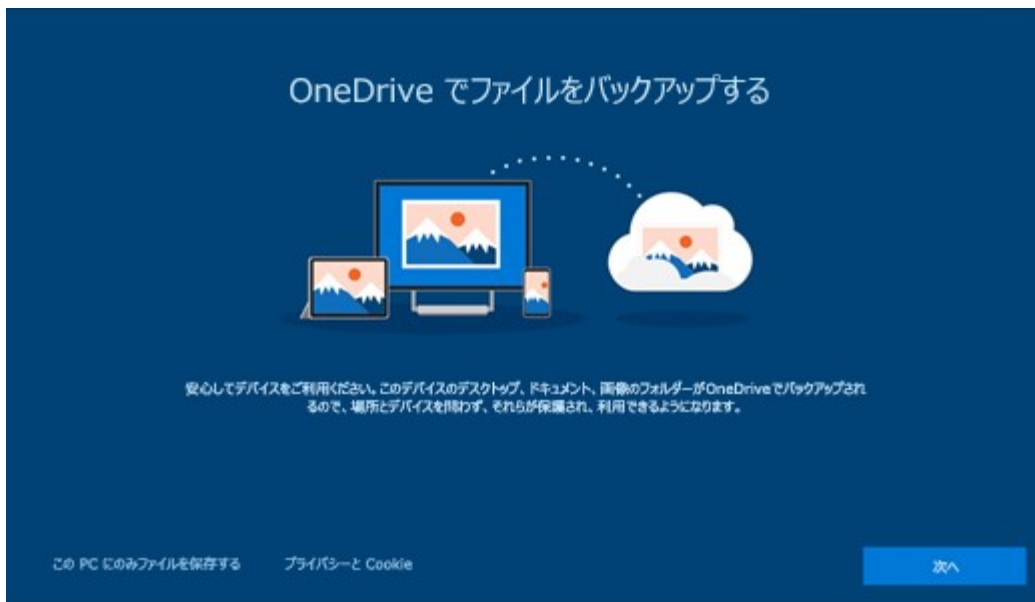 OneDrive でファイルをバックアップする
安心してデバイスをご利用ください。このデバイスのデスクトップ、ドキュメント、画像のフォルダーがOneDriveでバックアップされ
るので、場所とデバイスを問わず、それらが保護され、利用できるようになります。
この PC にのみファイルを保存する
プライバシーと Cookie
次へ